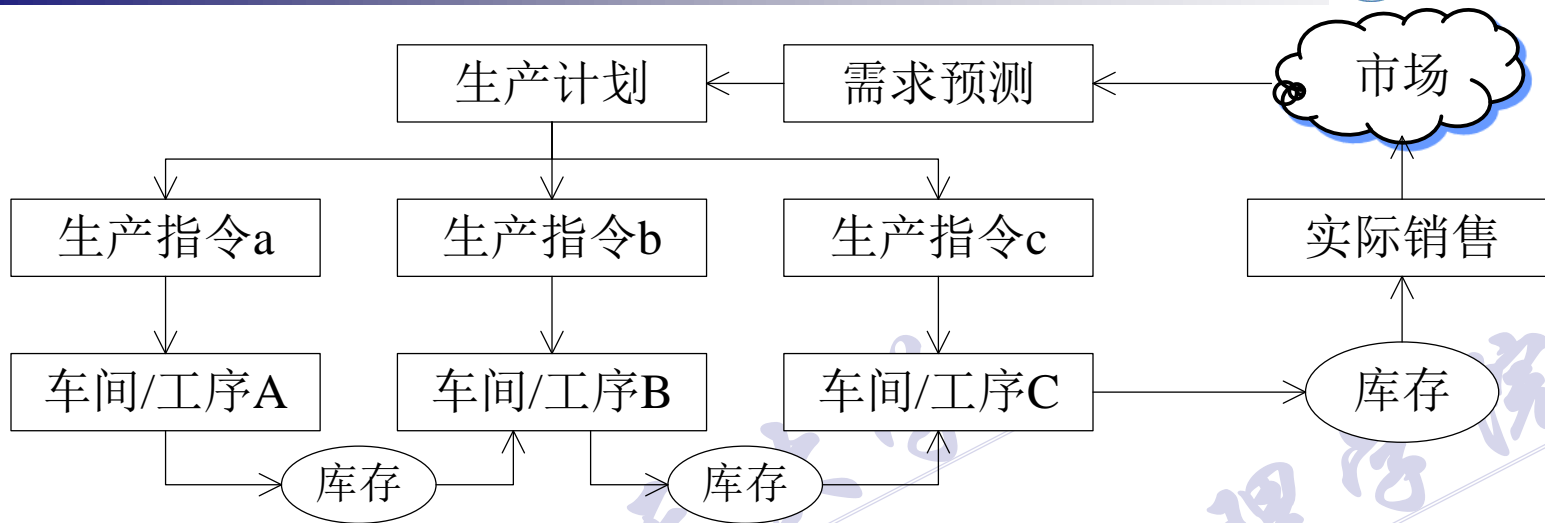 生产计划
需求预测
市场
生产指令a
生产指令b
生产指令c
实际销售
车间/工序A
车间/工序B
车间/工序C
库存
库存
库存